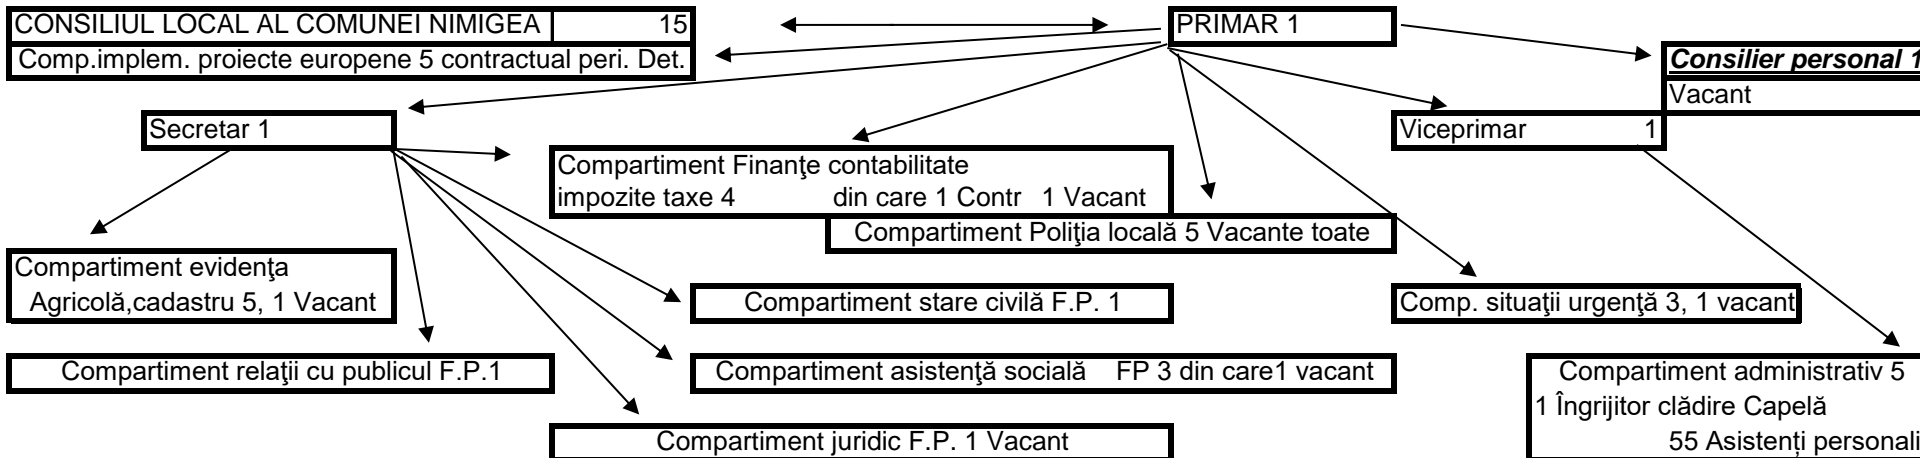 CONSILIUL LOCAL AL COMUNEI NIMIGEA 15
PRIMAR 1
Comp.implem. proiecte europene 5 contractual peri. Det.
Consilier personal 1
Vacant
Secretar 1
Viceprimar 1
Compartiment Finanţe contabilitate
impozite taxe 4 din care 1 Contr 1 Vacant
Compartiment Poliţia locală 5 Vacante toate
Compartiment evidenţa
Agricolă,cadastru 5, 1 Vacant
Compartiment stare civilă F.P. 1
Comp. situaţii urgenţă 3, 1 vacant
Compartiment relaţii cu publicul F.P.1
Compartiment asistenţă socială FP 3 din care1 vacant
Compartiment administrativ 5
1 Îngrijitor clădire Capelă
55 Asistenți personali
Compartiment juridic F.P. 1 Vacant